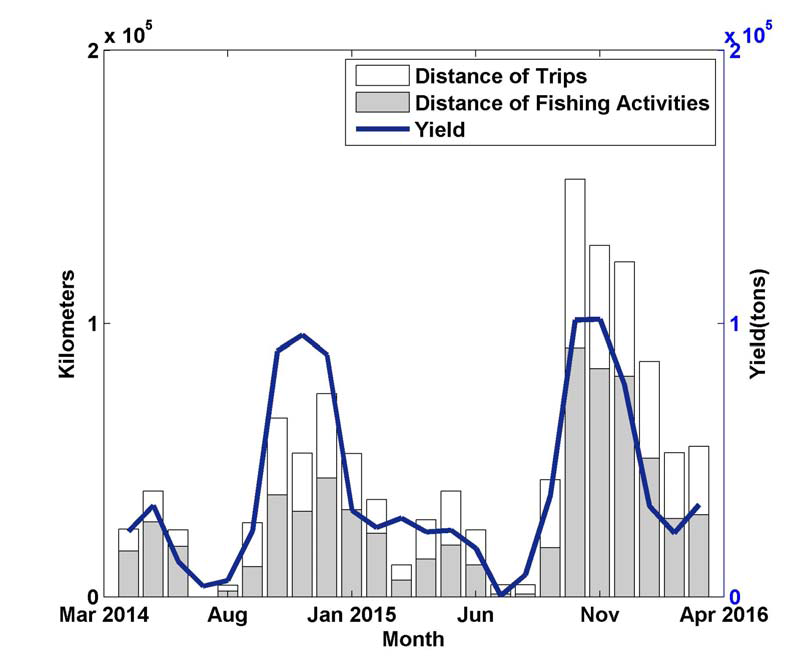 x 10^5
x 10^5
2
2
Distance of Trips
Distance of Fishing Activities
Yield
Kilometers
1
1
Yield(tons)
0
0
Mar 2014 Aug Jan 2015 Jun Nov Apr 2016
Month